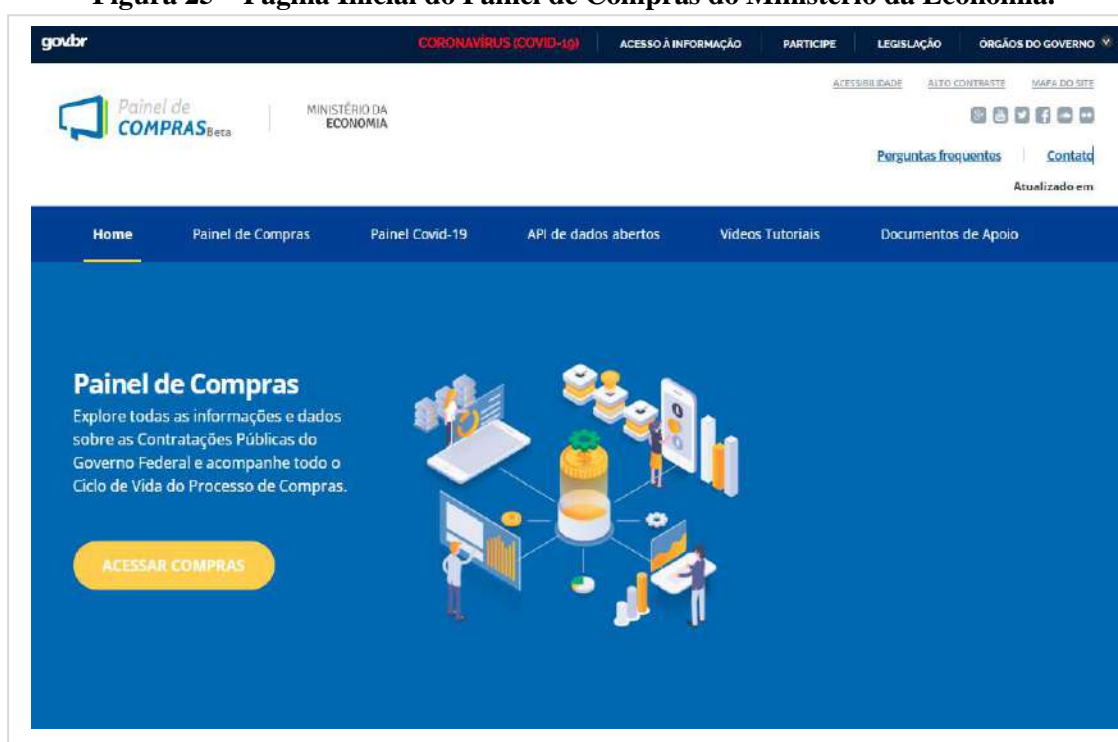 Figura 25 – Página Inicial do Painel de Compras do Ministério da Economia.
govbr CORONAVÍRUS (COVID-19) ACESSO À INFORMAÇÃO PARTICIPE LEGISLAÇÃO ÓRGÃOS DO GOVERNO
ACESSIBILIDADE ALTO CONTRASTE MAPA DO SITE
Painel de
COMPRAS Beta
MINISTÉRIO DA
ECONOMIA
Perguntas frequentes Contato
Atualizado em
Home Painel de Compras Painel Covid-19 API de dados abertos Vídeos Tutoriais Documentos de Apoio
Painel de Compras
Explore todas as informações e dados
sobre as Contratações Públicas do
Governo Federal e acompanhe todo o
Ciclo de Vida do Processo de Compras.
ACESSAR COMPRAS